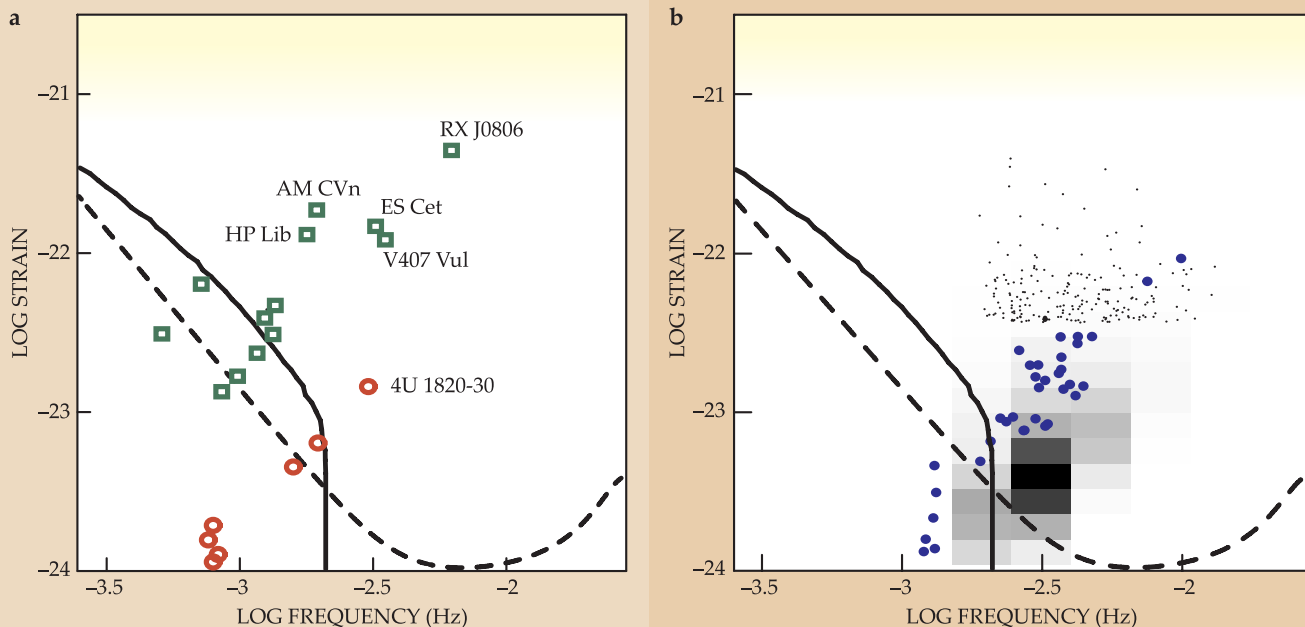 a
LOG STRAIN
–21
–22
–23
–24
RX J0806
AM CVn
ES Cet
HP Lib
V407 Vul
4U 1820-30
–3.5
–3
–2.5
–2
LOG FREQUENCY (Hz)
b
LOG STRAIN
–21
–22
–23
–24
–3.5
–3
–2.5
–2
LOG FREQUENCY (Hz)